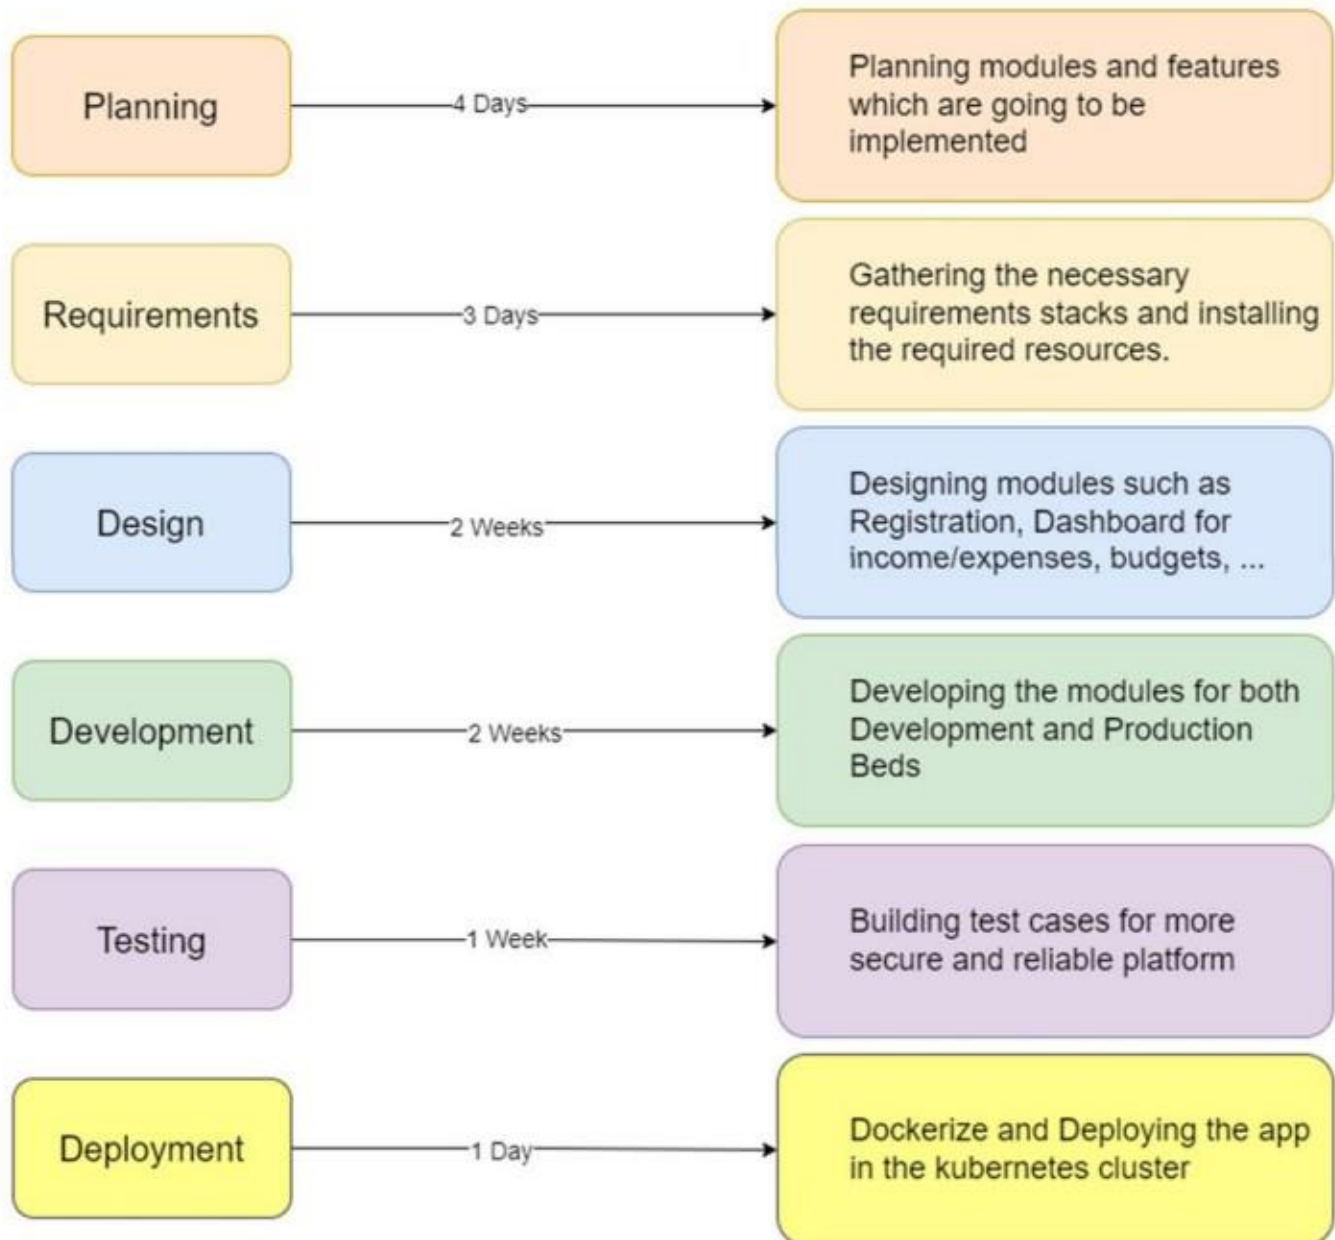 Planning
4 Days
Planning modules and features
which are going to be
implemented
Requirements
3 Days
Gathering the necessary
requirements stacks and installing
the required resources.
Design
2 Weeks
Designing modules such as
Registration, Dashboard for
income/expenses, budgets, ...
Development
2 Weeks
Developing the modules for both
Development and Production
Beds
Testing
1 Week
Building test cases for more
secure and reliable platform
Deployment
1 Day
Dockerize and Deploying the app
in the kubernetes cluster